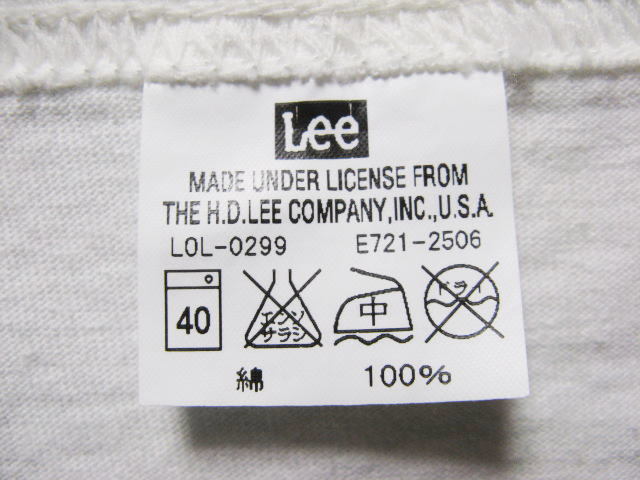 Lee
MADE UNDER LICENSE FROM
THE H.D.LEE COMPANY,INC.,U.S.A.
LOL-0299 E721-2506
40 エンソサラシ 中 ドライ
綿 100%